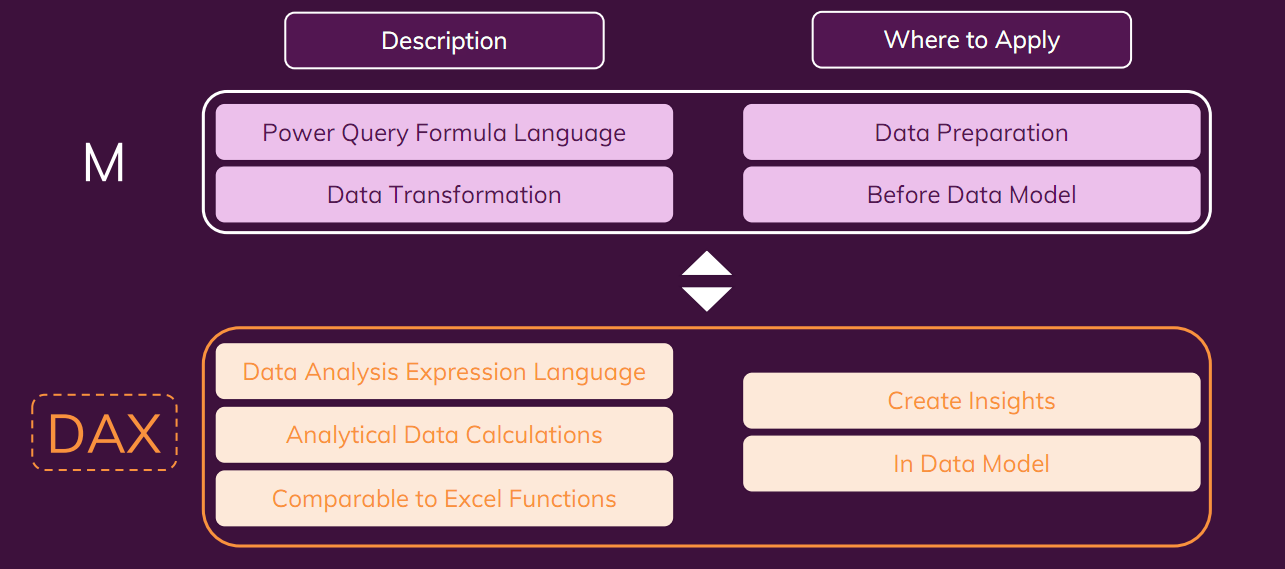 Description
Where to Apply
M
Power Query Formula Language
Data Preparation
Data Transformation
Before Data Model
DAX
Data Analysis Expression Language
Analytical Data Calculations
Comparable to Excel Functions
Create Insights
In Data Model